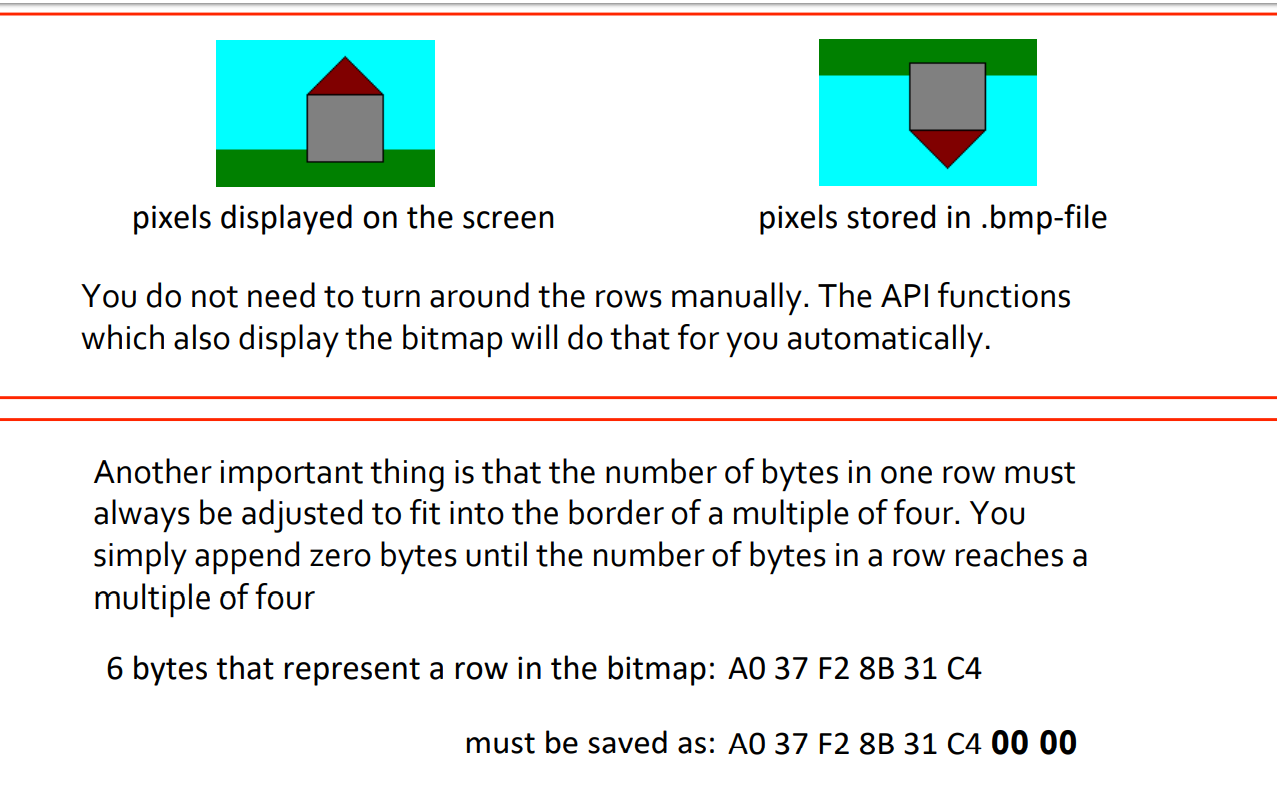 pixels displayed on the screen
pixels stored in .bmp-file
You do not need to turn around the rows manually. The API functions
which also display the bitmap will do that for you automatically.
Another important thing is that the number of bytes in one row must
always be adjusted to fit into the border of a multiple of four. You
simply append zero bytes until the number of bytes in a row reaches a
multiple of four
6 bytes that represent a row in the bitmap: A0 37 F2 8B 31 C4
must be saved as: A0 37 F2 8B 31 C4 00 00